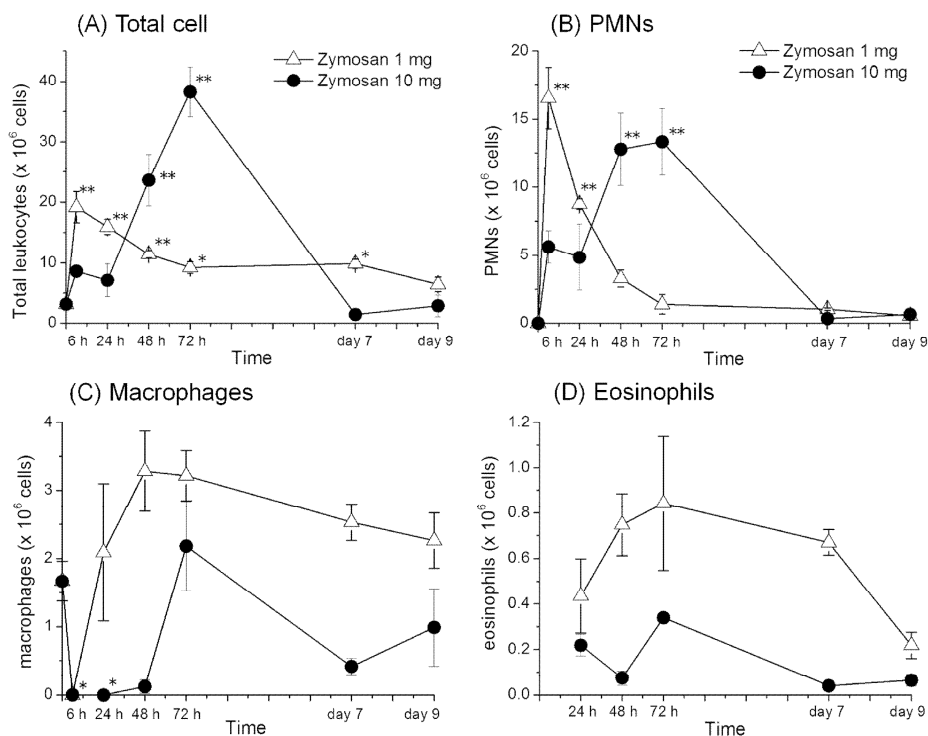 (A) Total cell
Zymosan 1 mg
Zymosan 10 mg
Total leukocytes (x 10⁶ cells)
40
30
20
10
0
**
**
**
**
**
*
*
6 h 24 h 48 h 72 h day 7 day 9
Time
(B) PMNs
Zymosan 1 mg
Zymosan 10 mg
PMNs (x 10⁶ cells)
20
15
10
5
0
**
**
**
**
6 h 24 h 48 h 72 h day 7 day 9
Time
(C) Macrophages
macrophages (x 10⁶ cells)
4
3
2
1
0
*
*
6 h 24 h 48 h 72 h day 7 day 9
Time
(D) Eosinophils
eosinophils (x 10⁶ cells)
1.2
1.0
0.8
0.6
0.4
0.2
0.0
24 h 48 h 72 h day 7 day 9
Time